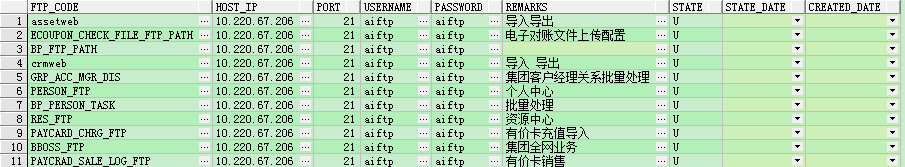 FTP_CODE HOST_IP PORT USERNAME PASSWORD REMARKS STATE STATE_DATE CREATED_DATE
1 assetweb ... 10.220.67.206 ... 21 aiftp ... aiftp ... 导入导出 ... U
2 ECOUPON_CHECK_FILE_FTP_PATH ... 10.220.67.206 ... 21 aiftp ... aiftp ... 电子对账文件上传配置 ... U
3 BP_FTP_PATH ... 10.220.67.206 ... 21 aiftp ... aiftp ... ... U
4 crmweb ... 10.220.67.206 ... 21 aiftp ... aiftp ... 导入 导出 ... U
5 GRP_ACC_MGR_DIS ... 10.220.67.206 ... 21 aiftp ... aiftp ... 集团客户经理关系批量处理 ... U
6 PERSON_FTP ... 10.220.67.206 ... 21 aiftp ... aiftp ... 个人中心 ... U
7 BP_PERSON_TASK ... 10.220.67.206 ... 21 aiftp ... aiftp ... 批量处理 ... U
8 RES_FTP ... 10.220.67.206 ... 21 aiftp ... aiftp ... 资源中心 ... U
9 PAYCARD_CHRG_FTP ... 10.220.67.206 ... 21 aiftp ... aiftp ... 有价卡充值导入 ... U
10 BBOSS_FTP ... 10.220.67.206 ... 21 aiftp ... aiftp ... 集团全网业务 ... U
11 PAYCRAD_SALE_LOG_FTP ... 10.220.67.206 ... 21 aiftp ... aiftp ... 有价卡销售 ... U